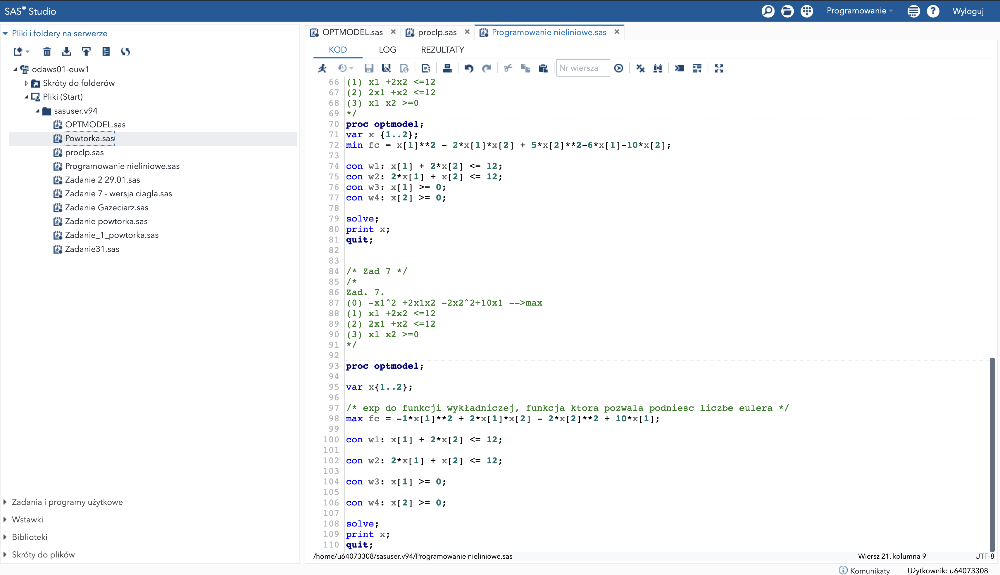 SAS® Studio
Programowanie
Wyloguj
Pliki i foldery na serwerze
odaws01-euw1
Skróty do folderów
Pliki (Start)
sasuser.v94
OPTMODEL.sas
Powtorka.sas
proclp.sas
Programowanie nieliniowe.sas
Zadanie 2 29.01.sas
Zadanie 7 - wersja ciagla.sas
Zadanie Gazeciarz.sas
Zadanie powtorka.sas
Zadanie_1_powtorka.sas
Zadanie31.sas
Zadania i programy użytkowe
Wstawki
Biblioteki
Skróty do plików
OPTMODEL.sas
proclp.sas
Programowanie nieliniowe.sas
KOD LOG REZULTATY
Nr wiersza
66 (1) x1 +2x2 <=12
67 (2) 2x1 +x2 <=12
68 (3) x1 x2 >=0
69 */
70 proc optmodel;
71 var x {1..2};
72 min fc = x[1]**2 - 2*x[1]*x[2] + 5*x[2]**2-6*x[1]-10*x[2];
73
74 con w1: x[1] + 2*x[2] <= 12;
75 con w2: 2*x[1] + x[2] <= 12;
76 con w3: x[1] >= 0;
77 con w4: x[2] >= 0;
78
79 solve;
80 print x;
81 quit;
82
83
84 /* Zad 7 */
85 /*
86 Zad. 7.
87 (0) -x1^2 +2x1x2 -2x2^2+10x1 -->max
88 (1) x1 +2x2 <=12
89 (2) 2x1 +x2 <=12
90 (3) x1 x2 >=0
91 */
92
93 proc optmodel;
94
95 var x{1..2};
96
97 /* exp do funkcji wykładniczej, funkcja ktora pozwala podniesc liczbe eulera */
98 max fc = -1*x[1]**2 + 2*x[1]*x[2] - 2*x[2]**2 + 10*x[1];
99
100 con w1: x[1] + 2*x[2] <= 12;
101
102 con w2: 2*x[1] + x[2] <= 12;
103
104 con w3: x[1] >= 0;
105
106 con w4: x[2] >= 0;
107
108 solve;
109 print x;
110 quit;
/home/u64073308/sasuser.v94/Programowanie nieliniowe.sas
Wiersz 21, kolumna 9
UTF-8
Komunikaty
Użytkownik: u64073308